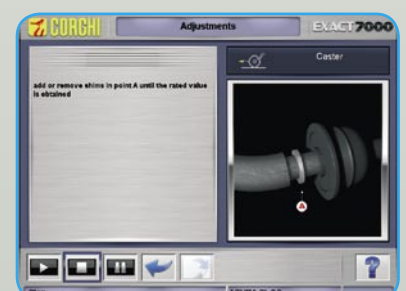 CORGHI
Adjustments
EXACT7000
add or remove shims in point A until the rated value
is obtained
Caster
A
?